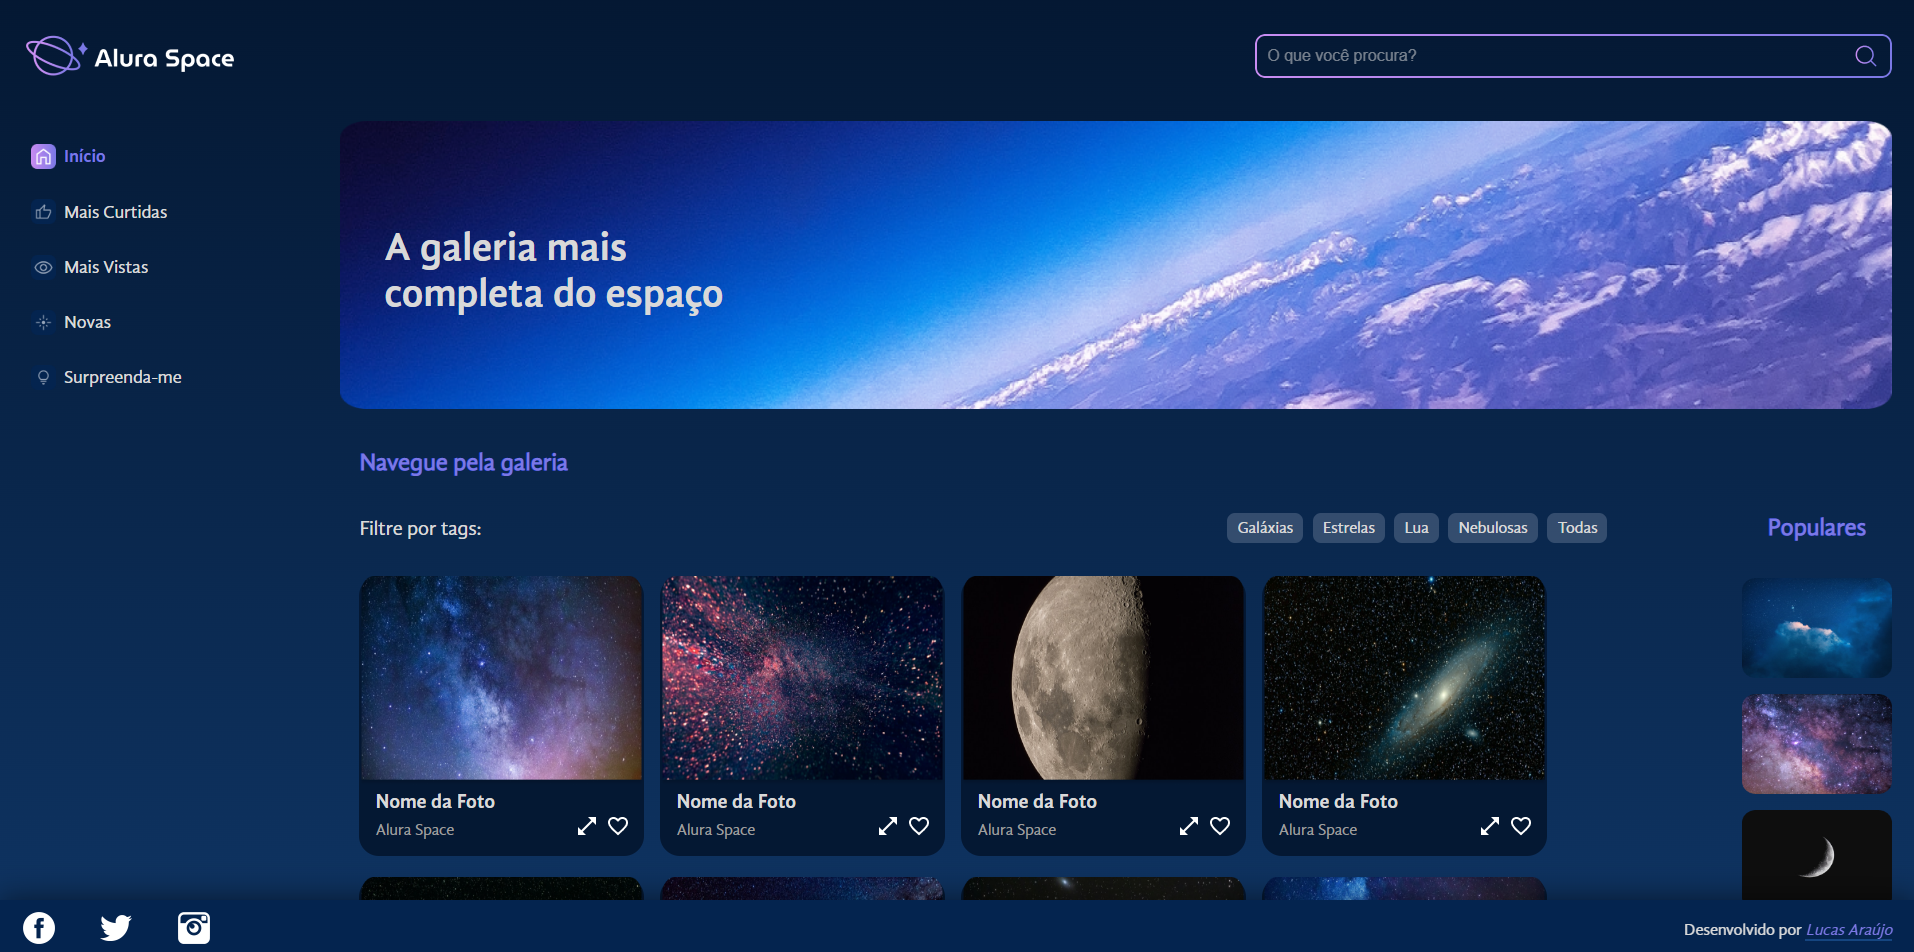 Alura Space
O que você procura?
Início
Mais Curtidas
Mais Vistas
Novas
Surpreenda-me
A galeria mais
completa do espaço
Navegue pela galeria
Filtre por tags:
Galáxias
Estrelas
Lua
Nebulosas
Todas
Populares
Nome da Foto
Alura Space
Nome da Foto
Alura Space
Nome da Foto
Alura Space
Nome da Foto
Alura Space
Desenvolvido por Lucas Araújo